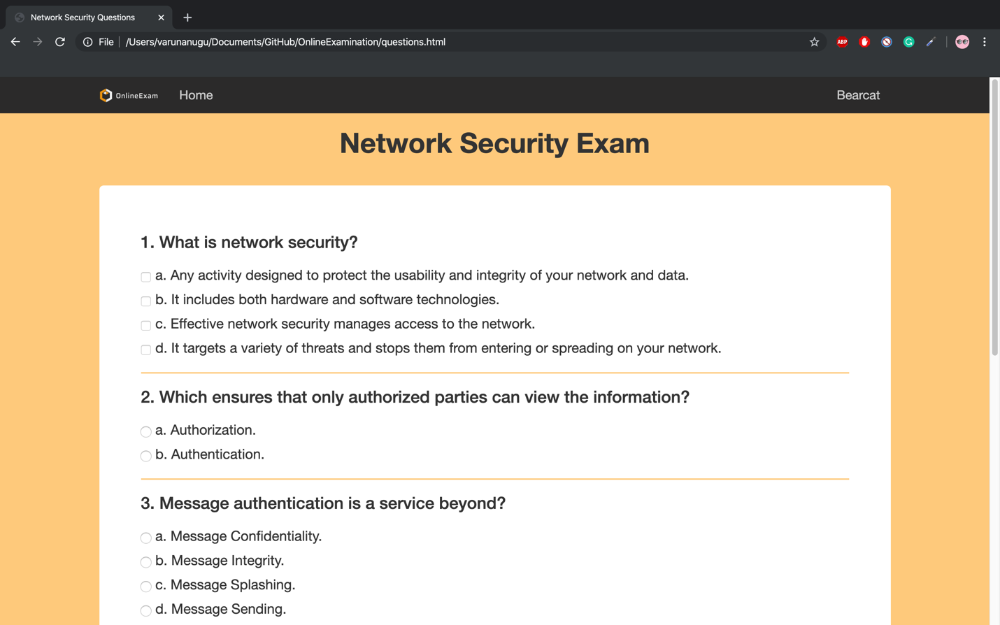 Network Security Questions
File /Users/varunanugu/Documents/GitHub/OnlineExamination/questions.html
ABP
OnlineExam Home Bearcat
Network Security Exam
1. What is network security?
a. Any activity designed to protect the usability and integrity of your network and data.
b. It includes both hardware and software technologies.
c. Effective network security manages access to the network.
d. It targets a variety of threats and stops them from entering or spreading on your network.
2. Which ensures that only authorized parties can view the information?
a. Authorization.
b. Authentication.
3. Message authentication is a service beyond?
a. Message Confidentiality.
b. Message Integrity.
c. Message Splashing.
d. Message Sending.